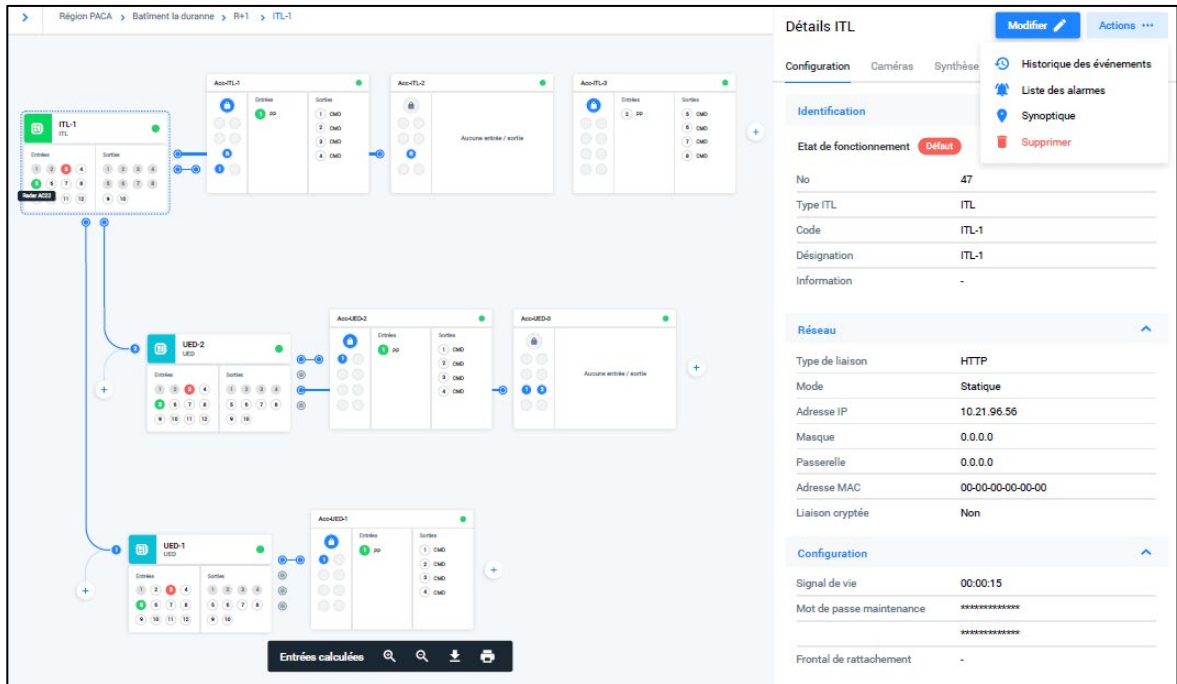 Région PACA > Batîment la duranne > R+1 > ITL-1
Détails ITL
Modifier
Actions ...
Configuration Caméras Synthèse
Historique des événements
Liste des alarmes
Synoptique
Supprimer
Identification
Etat de fonctionnement Défaut
No 47
Type ITL ITL
Code ITL-1
Désignation ITL-1
Information -
Réseau
Type de liaison HTTP
Mode Statique
Adresse IP 10.21.96.56
Masque 0.0.0.0
Passerelle 0.0.0.0
Adresse MAC 00-00-00-00-00-00
Liaison cryptée Non
Configuration
Signal de vie 00:00:15
Mot de passe maintenance *************
*************
Frontal de rattachement -
ITL-1
ITL
Entrées Sorties
1 2 3 4 1 2 3 4
5 6 7 8 5 6 7 8
11 12 9 10
Acc-ITL-1
Entrées Sorties
1 PP 1 CMD
2 CMD
3 CMD
4 CMD
Acc-ITL-2
Aucune entrée / sortie
Acc-ITL-3
Entrées Sorties
2 PP 5 CMD
6 CMD
7 CMD
8 CMD
UED-2
UED
Entrées Sorties
1 2 3 4 1 2 3 4
5 6 7 8 5 6 7 8
9 10 11 12 9 10
Acc-UED-2
Entrées Sorties
1 PP 1 CMD
2 CMD
3 CMD
4 CMD
Aucune entrée / sortie
UED-1
UED
Entrées Sorties
1 2 3 4 1 2 3 4
5 6 7 8 5 6 7 8
9 10 11 12 9 10
Acc-UED-1
Entrées Sorties
1 PP 1 CMD
2 CMD
3 CMD
4 CMD
Entrées calculées